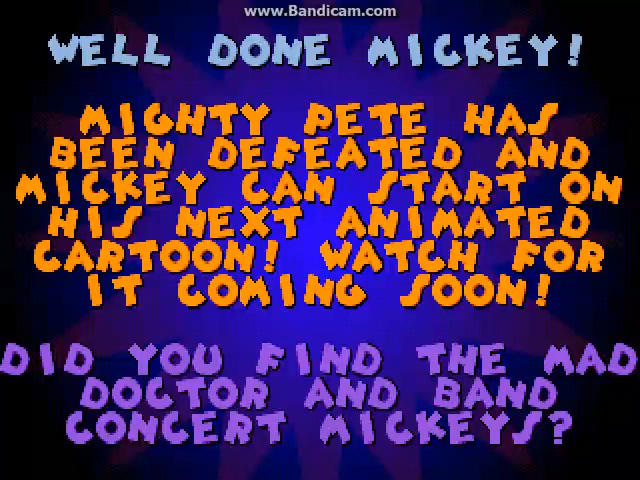 www.Bandicam.com
WELL DONE MICKEY!
MIGHTY PETE HAS
BEEN DEFEATED AND
MICKEY CAN START ON
HIS NEXT ANIMATED
CARTOON! WATCH FOR
IT COMING SOON!
DID YOU FIND THE MAD
DOCTOR AND BAND
CONCERT MICKEYS?